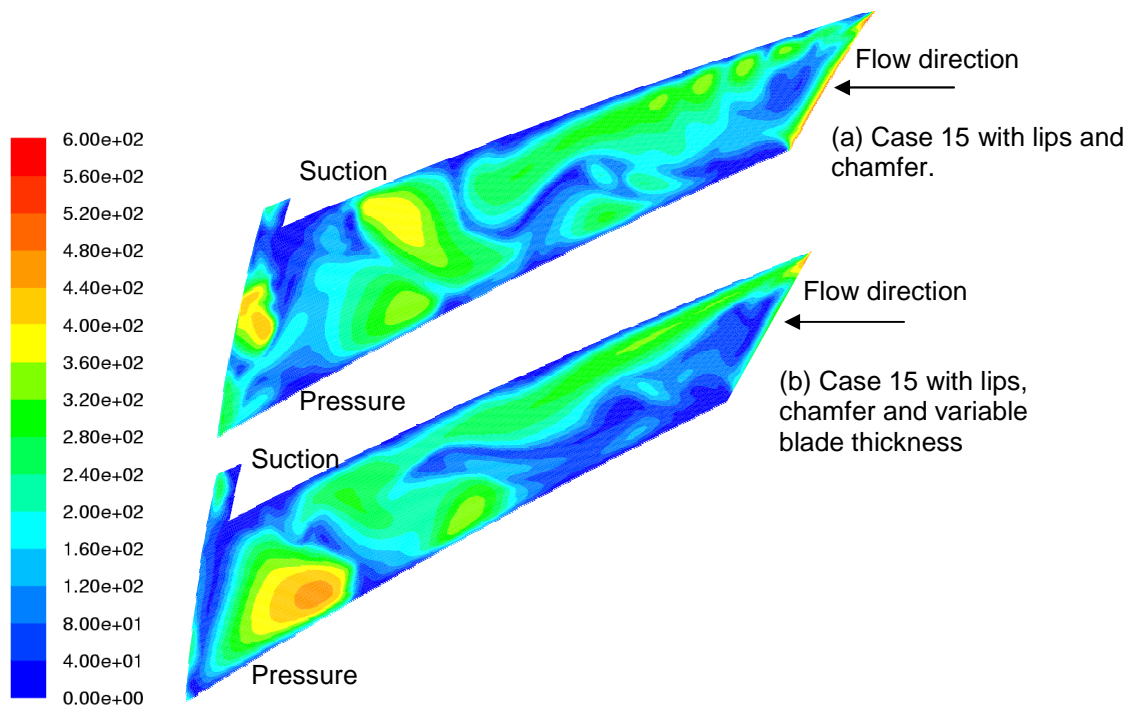 Flow direction
(a) Case 15 with lips and
chamfer.
Suction
Pressure
Flow direction
(b) Case 15 with lips,
chamfer and variable
blade thickness
Suction
Pressure
6.00e+02
5.60e+02
5.20e+02
4.80e+02
4.40e+02
4.00e+02
3.60e+02
3.20e+02
2.80e+02
2.40e+02
2.00e+02
1.60e+02
1.20e+02
8.00e+01
4.00e+01
0.00e+00